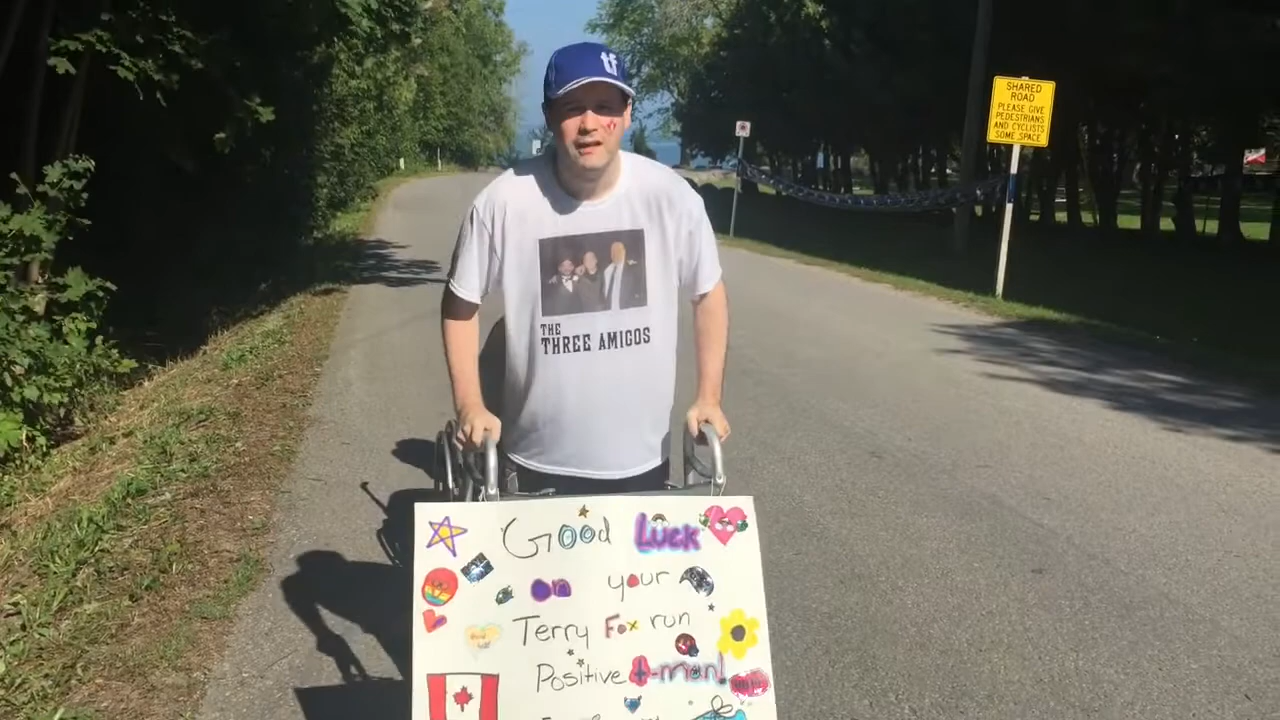 tf
SHARED
ROAD
PLEASE GIVE
PEDESTRIANS
AND CYCLISTS
SOME SPACE
THE
THREE AMIGOS
Good Luck
on your
Terry Fox run
Positive A-man!